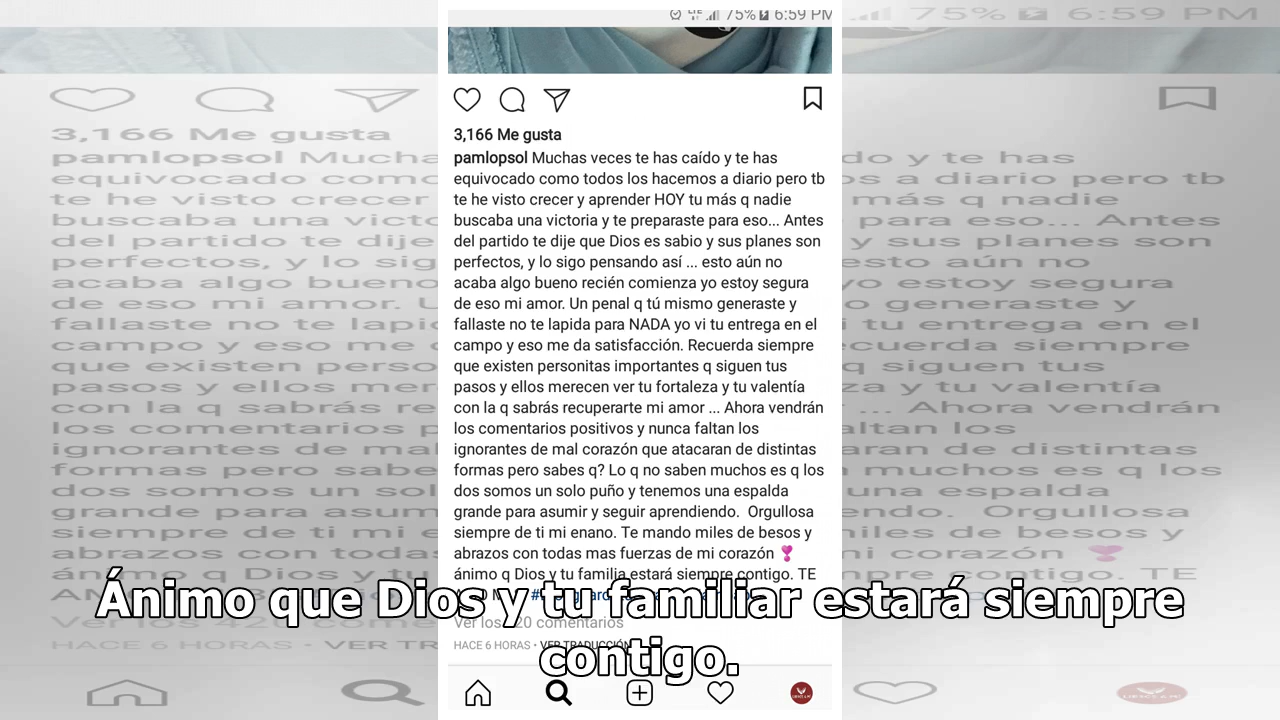 75% 6:59 PM
3,166 Me gusta
pamlopsol Muchas veces te has caído y te has
equivocado como todos los hacemos a diario pero tb
te he visto crecer y aprender HOY tu más q nadie
buscaba una victoria y te preparaste para eso... Antes
del partido te dije que Dios es sabio y sus planes son
perfectos, y lo sigo pensando así ... esto aún no
acaba algo bueno recién comienza yo estoy segura
de eso mi amor. Un penal q tú mismo generaste y
fallaste no te lapida para NADA yo vi tu entrega en el
campo y eso me da satisfacción. Recuerda siempre
que existen personitas importantes q siguen tus
pasos y ellos merecen ver tu fortaleza y tu valentía
con la q sabrás recuperarte mi amor ... Ahora vendrán
los comentarios positivos y nunca faltan los
ignorantes de mal corazón que atacaran de distintas
formas pero sabes q? Lo q no saben muchos es q los
dos somos un solo puño y tenemos una espalda
grande para asumir y seguir aprendiendo. Orgullosa
siempre de ti mi enano. Te mando miles de besos y
abrazos con todas mas fuerzas de mi corazón ❣
ánimo q Dios y tu familia estará siempre contigo. TE
Ánimo que Dios y tu familiar estará siempre
contigo.
Ver los 420 comentarios
HACE 6 HORAS • VER TRADUCCIÓN